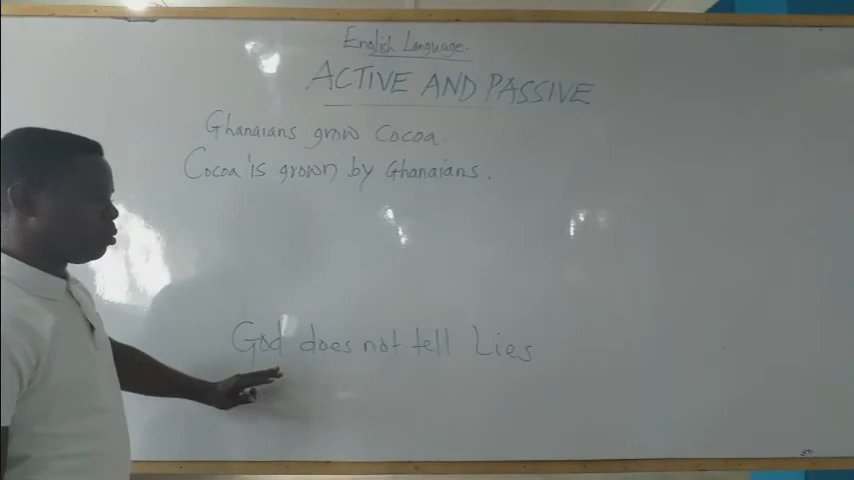 English Language.
ACTIVE AND PASSIVE
Ghanaians grow Cocoa
Cocoa is grown by Ghanaians.
God does not tell Lies